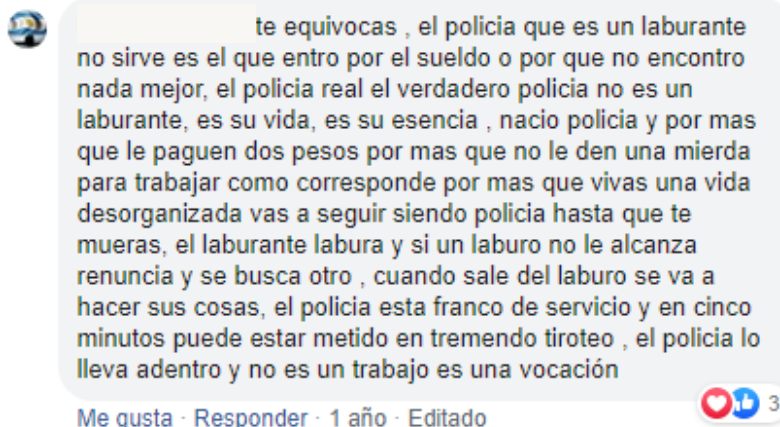 te equivocas , el policia que es un laburante
no sirve es el que entro por el sueldo o por que no encontro
nada mejor, el policia real el verdadero policia no es un
laburante, es su vida, es su esencia , nacio policia y por mas
que le paguen dos pesos por mas que no le den una mierda
para trabajar como corresponde por mas que vivas una vida
desorganizada vas a seguir siendo policia hasta que te
mueras, el laburante labura y si un laburo no le alcanza
renuncia y se busca otro , cuando sale del laburo se va a
hacer sus cosas, el policia esta franco de servicio y en cinco
minutos puede estar metido en tremendo tiroteo , el policia lo
lleva adentro y no es un trabajo es una vocación
3
Me gusta · Responder · 1 año · Editado